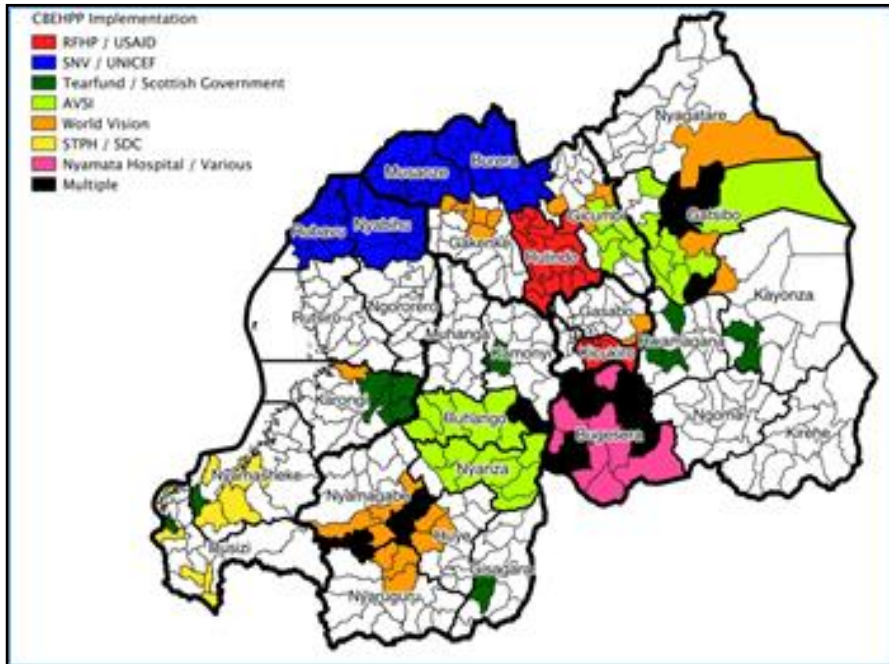 CBEHPP Implementation
RFHP / USAID
SNV / UNICEF
Tearfund / Scottish Government
AVSI
World Vision
STPH / SDC
Nyamata Hospital / Various
Multiple
Nyagatare
Burera
Musanze
Gatsibo
Gicumbi
Rubavu
Nyabihu
Gakenke
Rulindo
Kayonza
Gasabo
Ngororero
Rutsiro
Muhanga
Rwamagana
Kamonyi
Kicukiro
Karongi
Ngoma
Ruhango
Bugesera
Kirehe
Nyanza
Nyamasheke
Nyamagabe
Huye
Rusizi
Gisagara
Nyaruguru